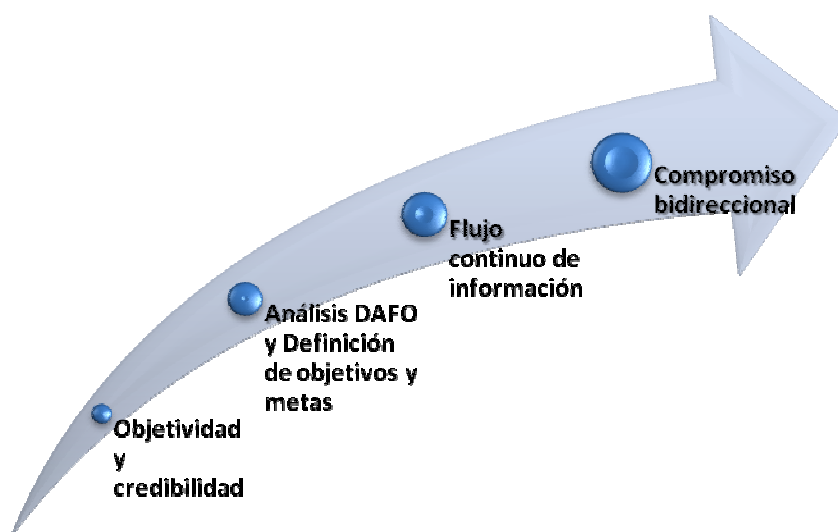 Compromiso
bidireccional
Flujo
continuo de
información
Análisis DAFO
y Definición
de objetivos y
metas
Objetividad
y
credibilidad